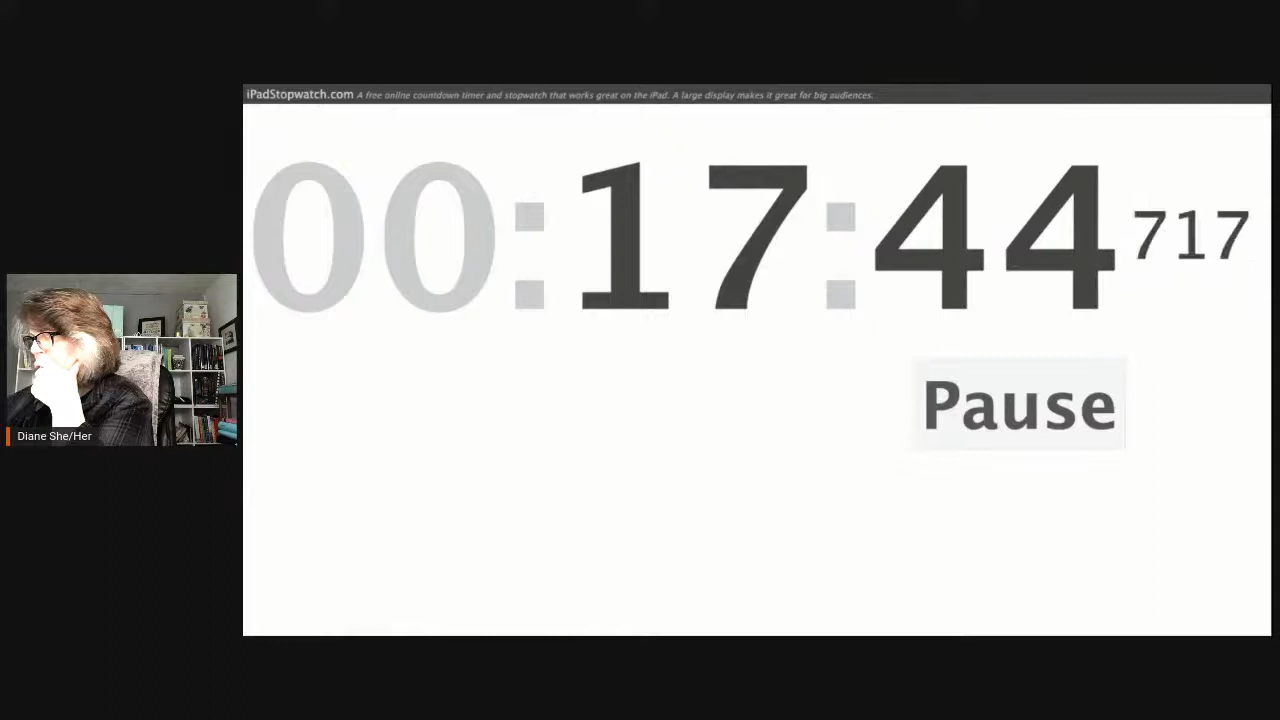 iPadStopwatch.com A free online countdown timer and stopwatch that works great on the iPad. A large display makes it great for big audiences.
00:17:44 717
Pause
Diane She/Her